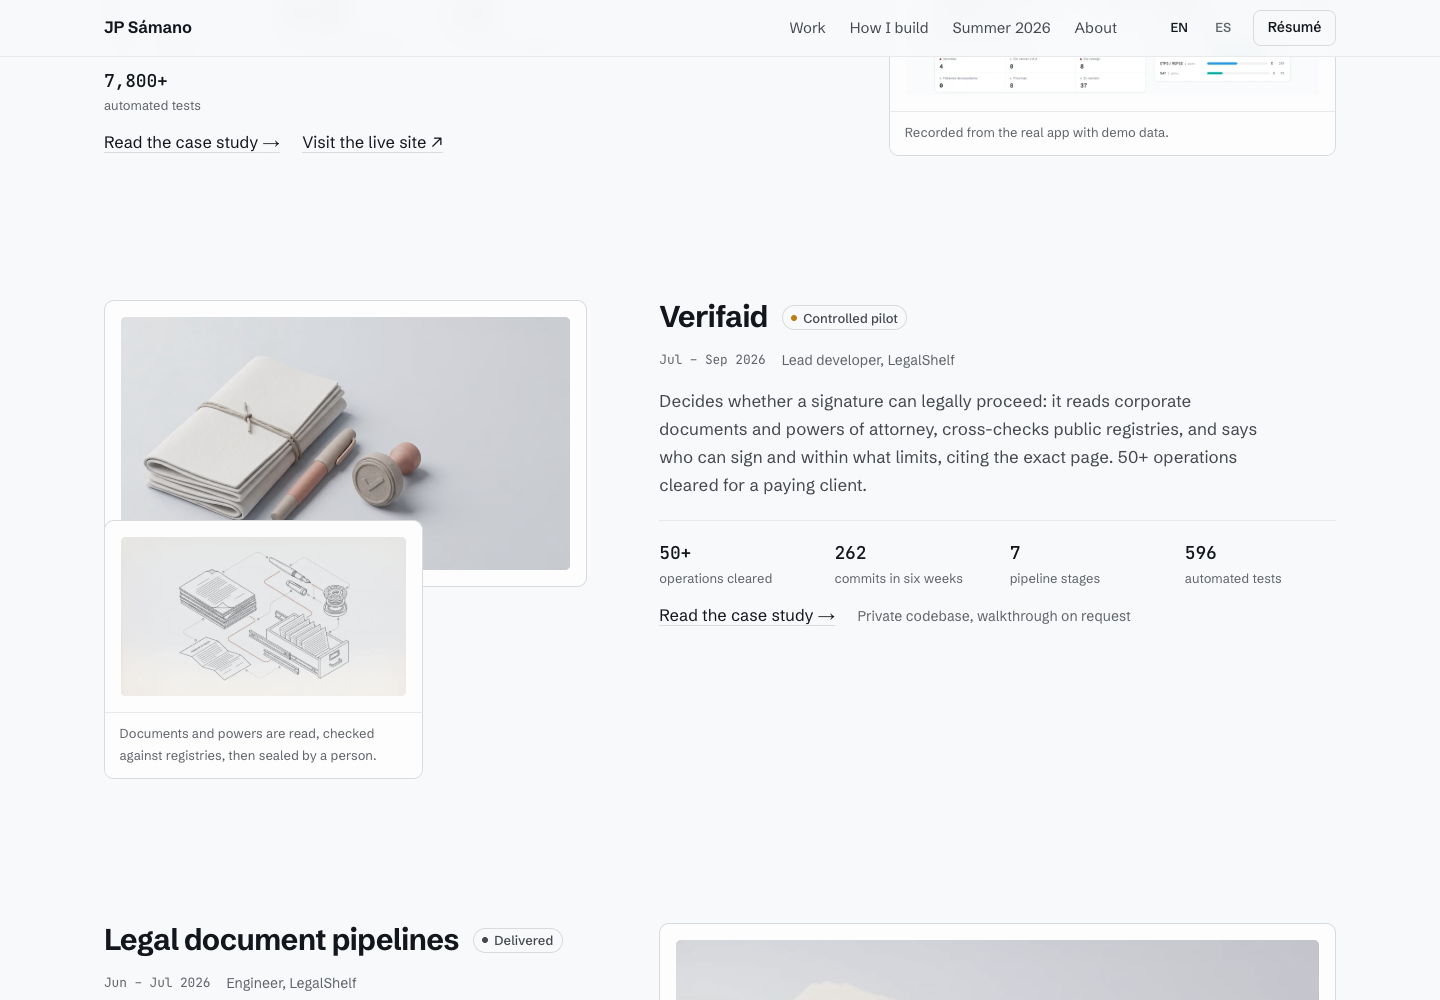 JP Sámano
Work
How I build
Summer 2026
About
EN
ES
Résumé
7,800+
automated tests
Read the case study →
Visit the live site ↗
4
8
8
0
8
37
Recorded from the real app with demo data.
Verifaid
Controlled pilot
Jul – Sep 2026
Lead developer, LegalShelf
Decides whether a signature can legally proceed: it reads corporate
documents and powers of attorney, cross-checks public registries, and says
who can sign and within what limits, citing the exact page. 50+ operations
cleared for a paying client.
50+
operations cleared
262
commits in six weeks
7
pipeline stages
596
automated tests
Read the case study →
Private codebase, walkthrough on request
Documents and powers are read, checked
against registries, then sealed by a person.
Legal document pipelines
Delivered
Jun – Jul 2026
Engineer, LegalShelf